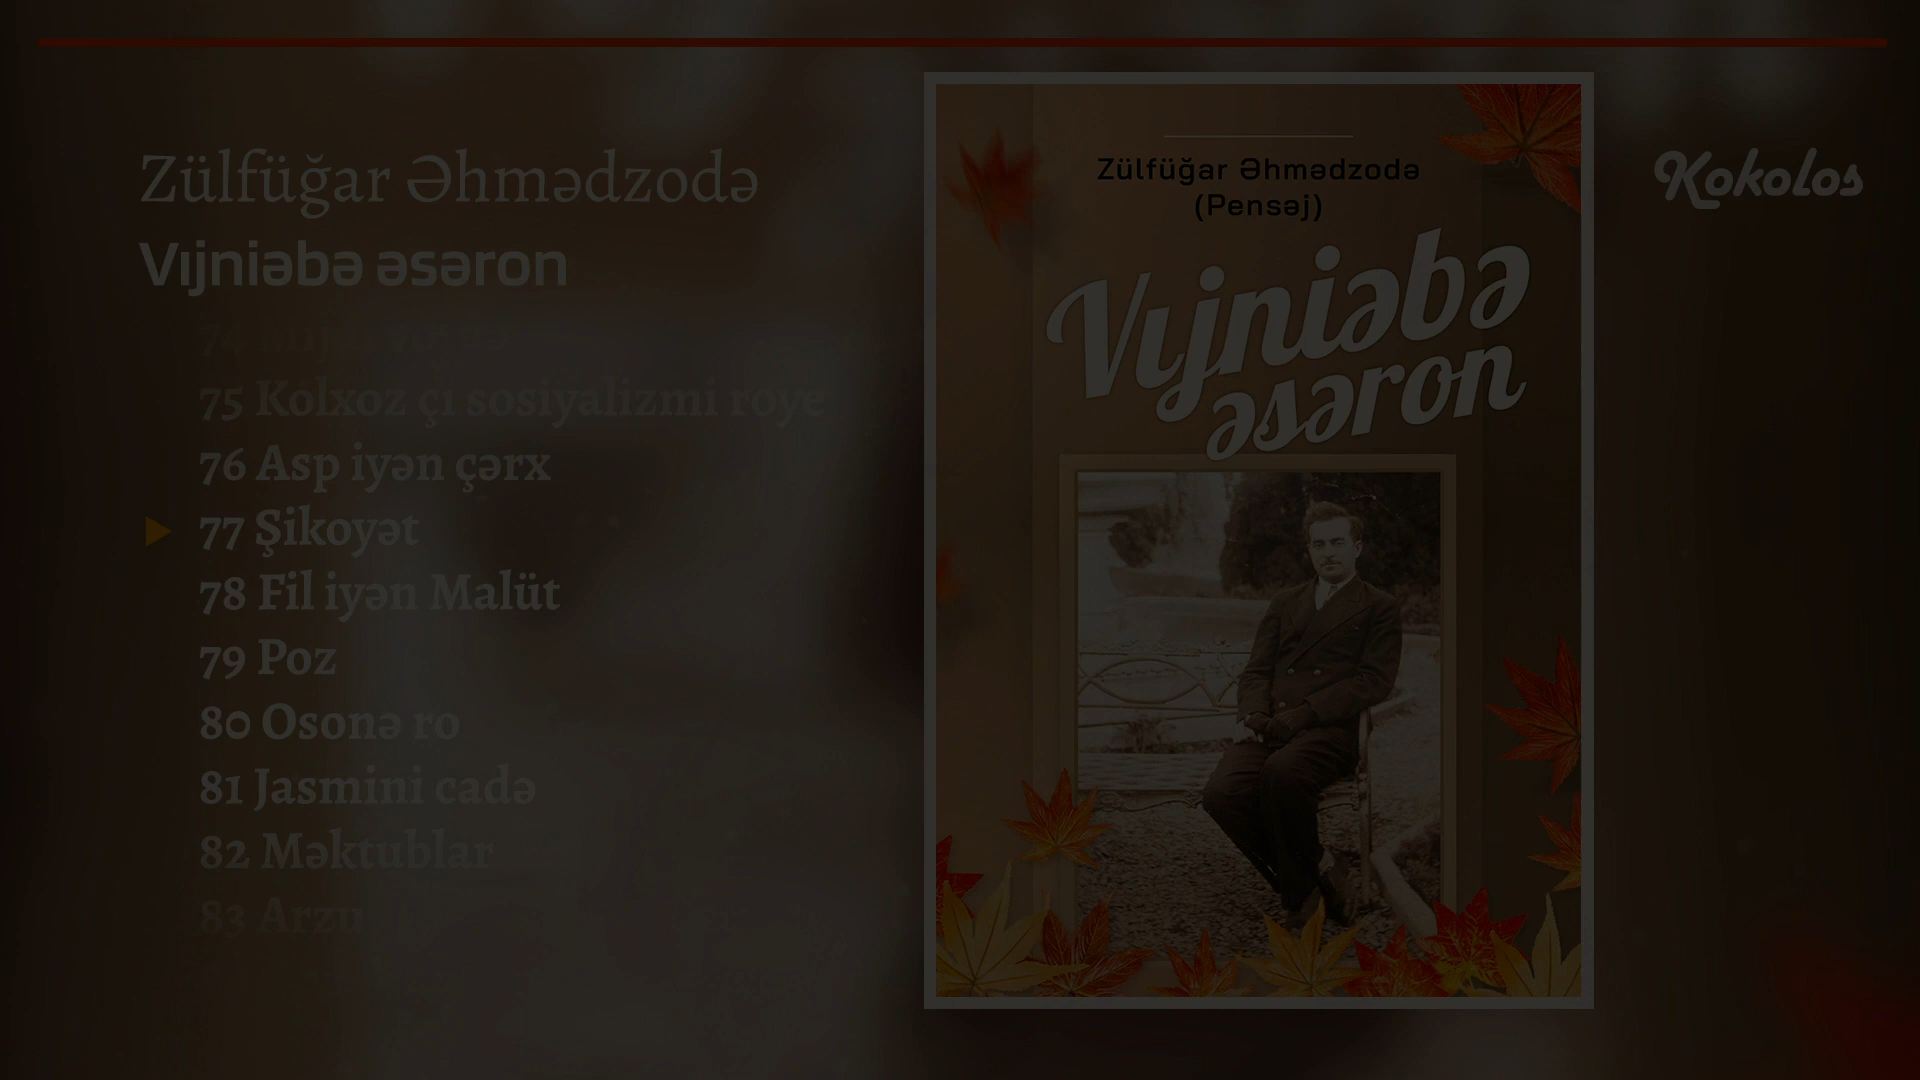 Zülfüğar Əhmədzodə
Vıjniəbə əsəron
75 Kolxoz çı sosiyalizmi roye
76 Asp iyən çərx
77 Şikoyət
78 Fil iyən Malüt
79 Poz
80 Osonə ro
81 Jasmini cadə
82 Məktublar
83 Arzu
Zülfüğar Əhmədzodə
(Pensəj)
Vıjniəbə
əsəron
Kokolos